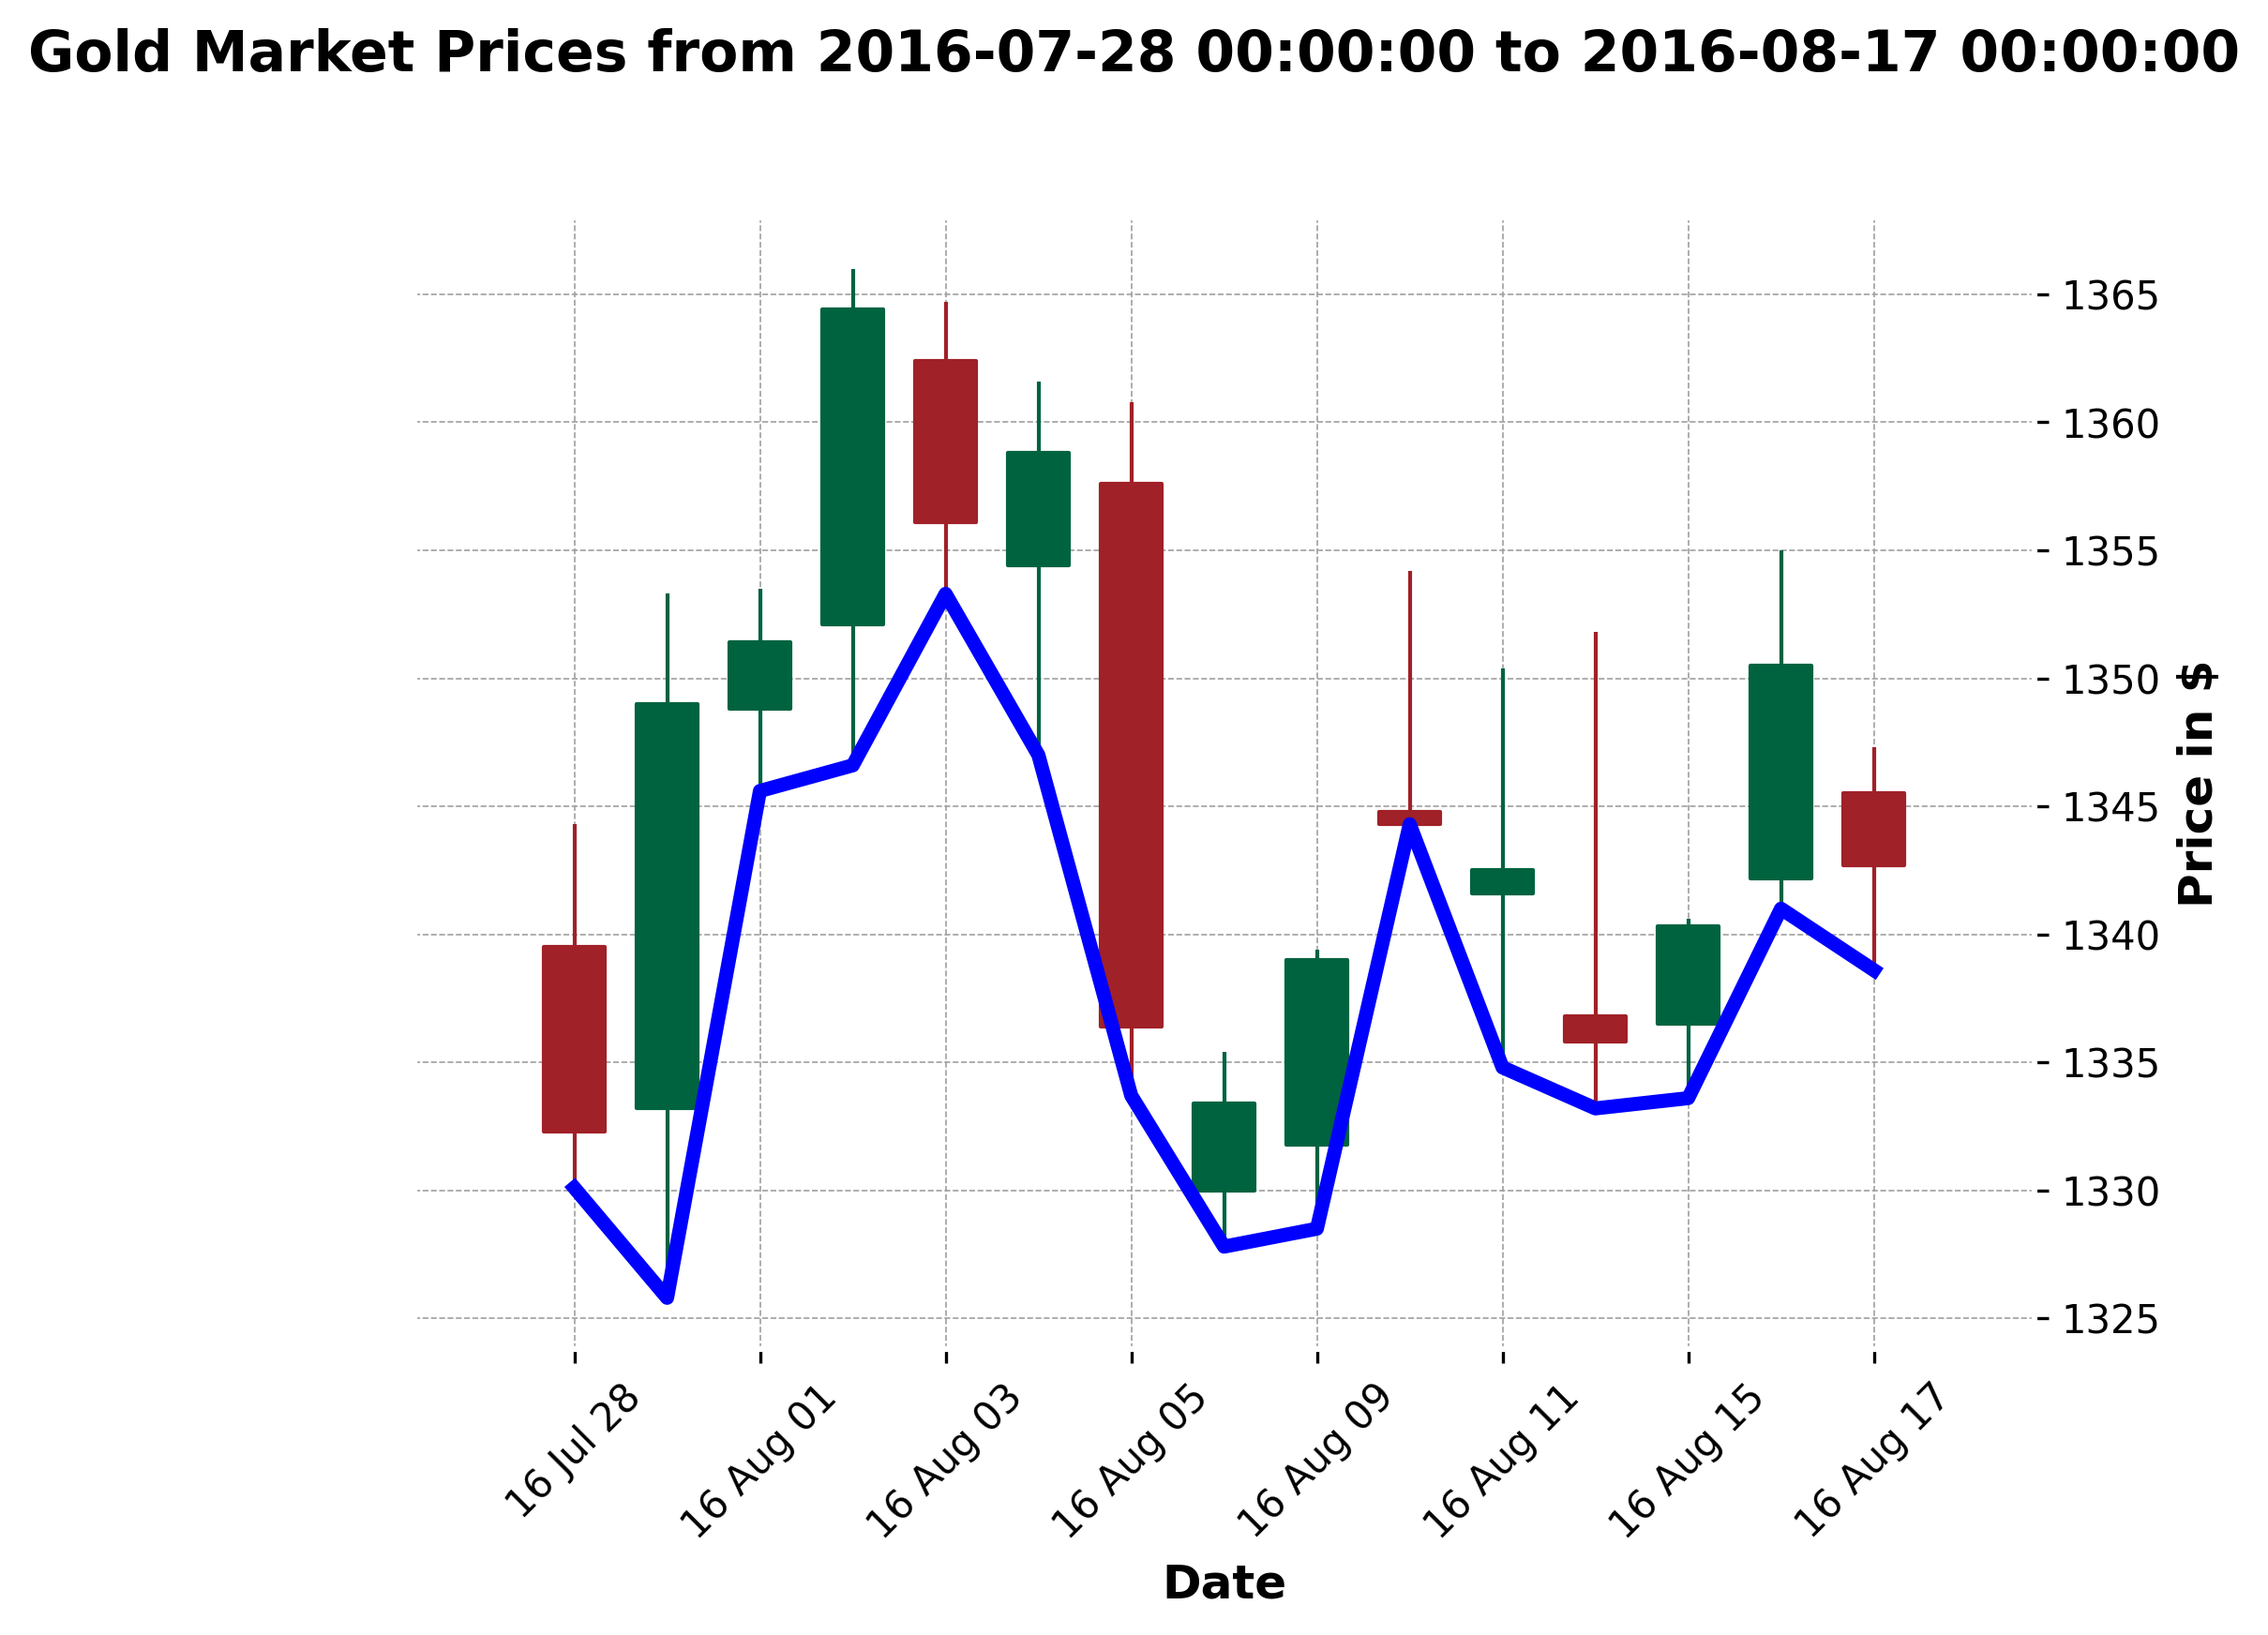 Gold Market Prices from 2016-07-28 00:00:00 to 2016-08-17 00:00:00
1365
1360
1355
1350
1345
1340
1335
1330
1325
Price in $
16 Jul 28
16 Aug 01
16 Aug 03
16 Aug 05
16 Aug 09
16 Aug 11
16 Aug 15
16 Aug 17
Date